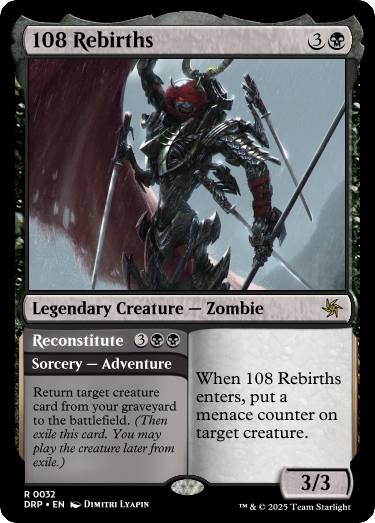 108 Rebirths 3
Legendary Creature — Zombie
Reconstitute 3
Sorcery — Adventure
Return target creature
card from your graveyard
to the battlefield. (Then
exile this card. You may
play the creature later from
exile.)
When 108 Rebirths
enters, put a
menace counter on
target creature.
3/3
R 0032
DRP • EN Dimitri Lyapin
™ & © 2025 Team Starlight